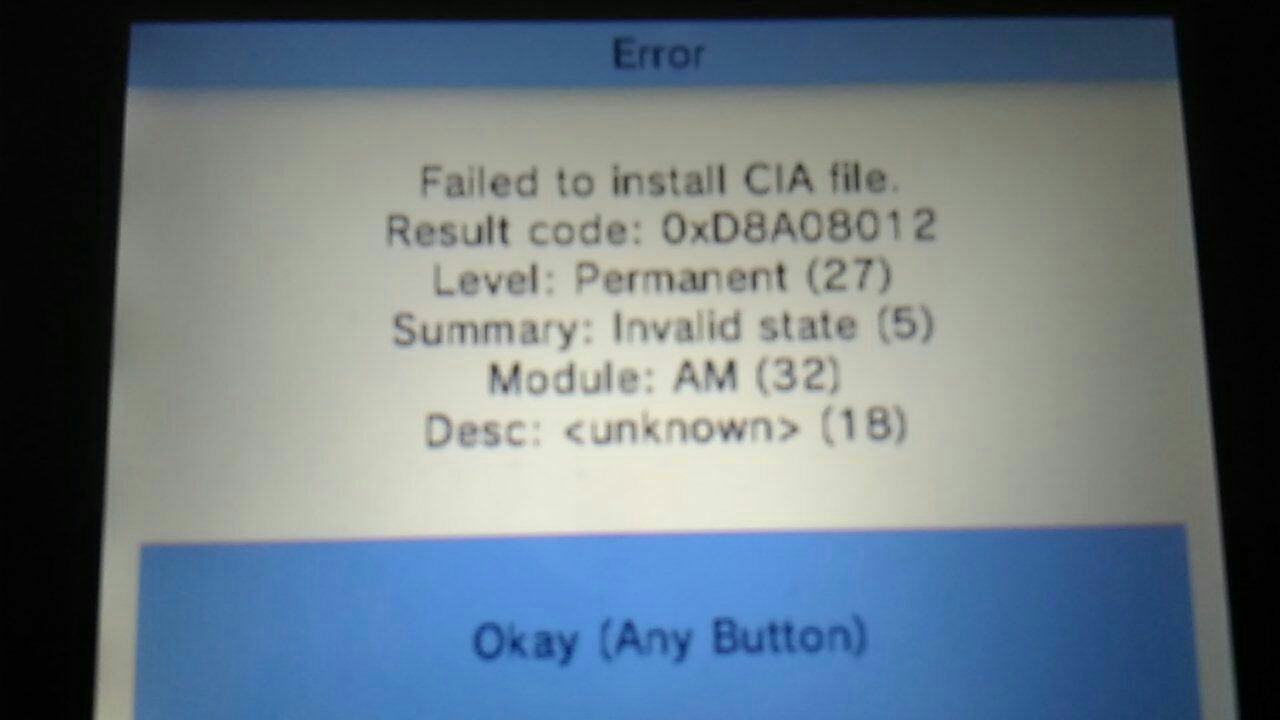 Error
Failed to install CIA file.
Result code: 0xD8A08012
Level: Permanent (27)
Summary: Invalid state (5)
Module: AM (32)
Desc: <unknown> (18)
Okay (Any Button)